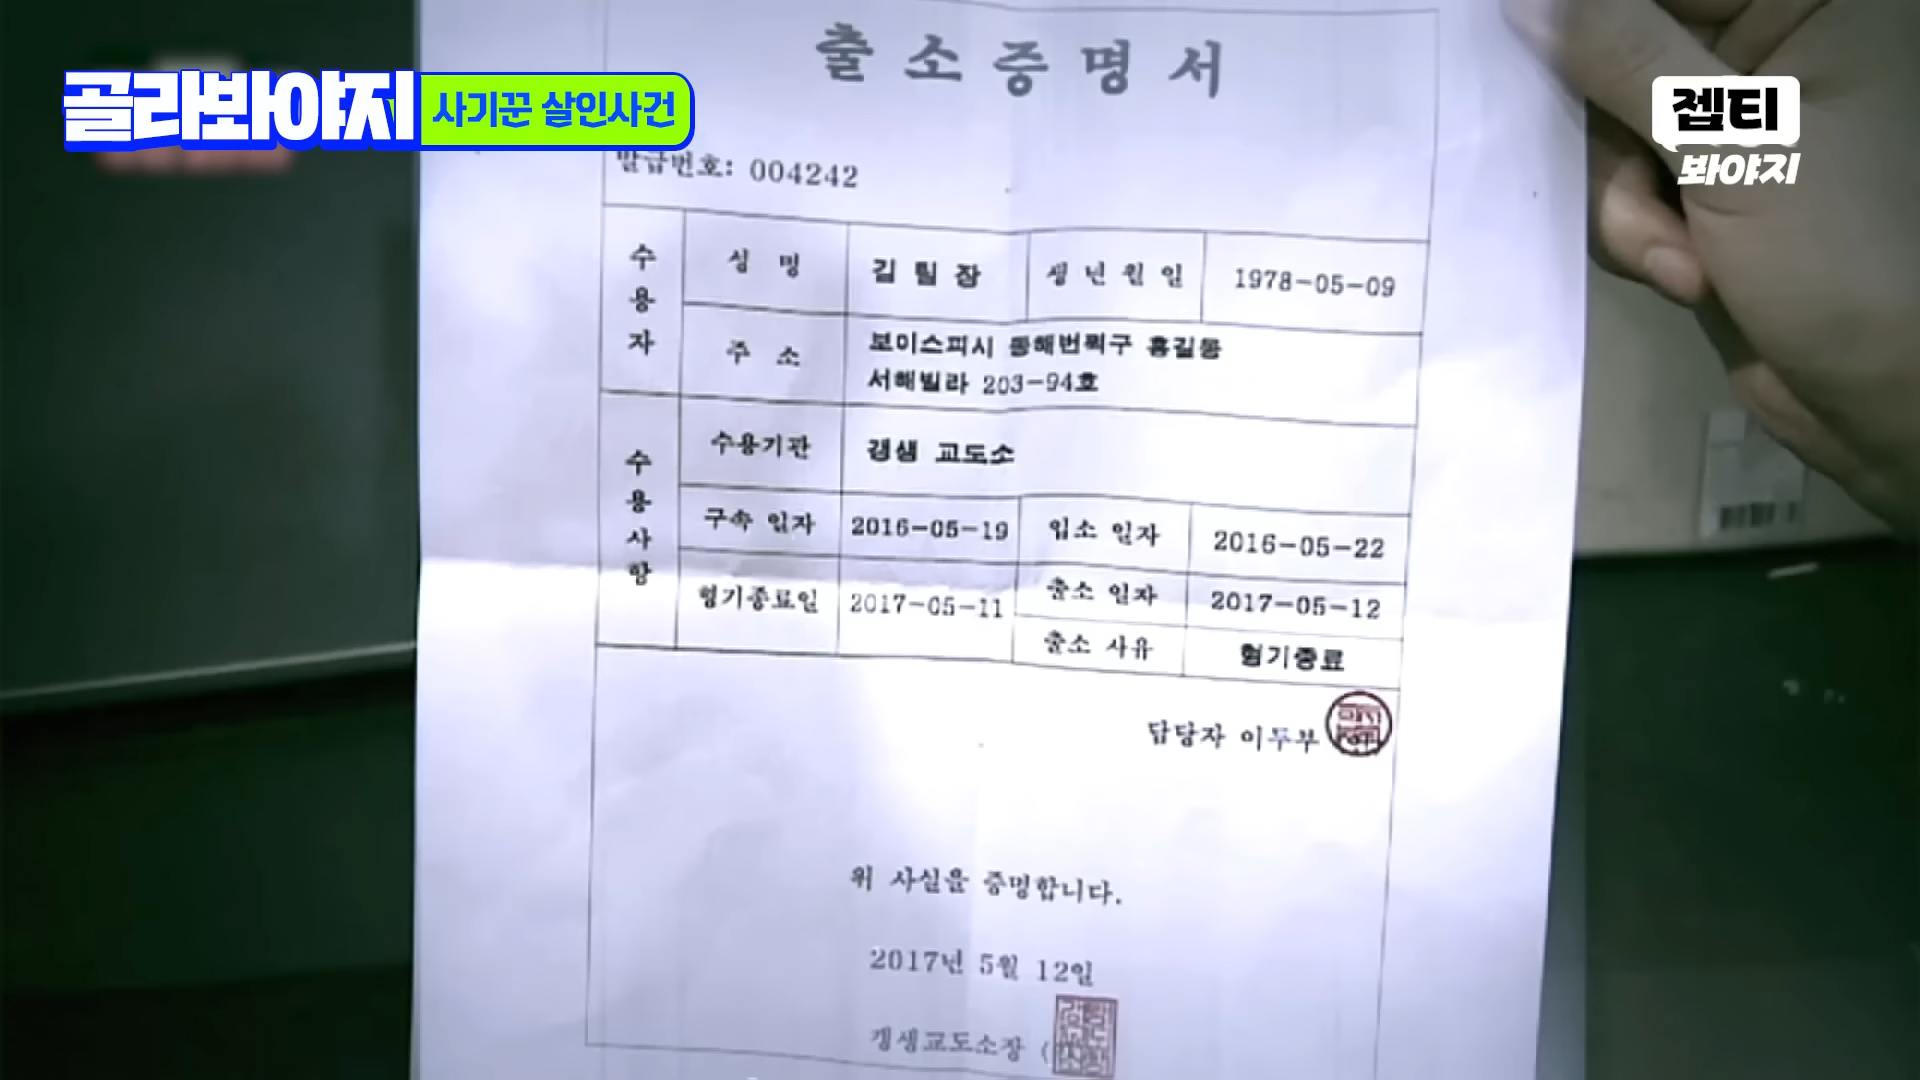 출소증명서
골라봐야지 사기꾼 살인사건
젭티
봐야지
발급번호: 004242
수용자
성 명 김 팀 장 생년월일 1978-05-09
주 소 보이스피시 동해번쩍구 홍길동
서해빌라 203-94호
수용사항
수용기관 갱생 교도소
구속 일자 2016-05-19 입소 일자 2016-05-22
형기종료일 2017-05-11 출소 일자 2017-05-12
출소 사유 형기종료
담당자 이두부
위 사실을 증명합니다.
2017년 5월 12일
갱생교도소장